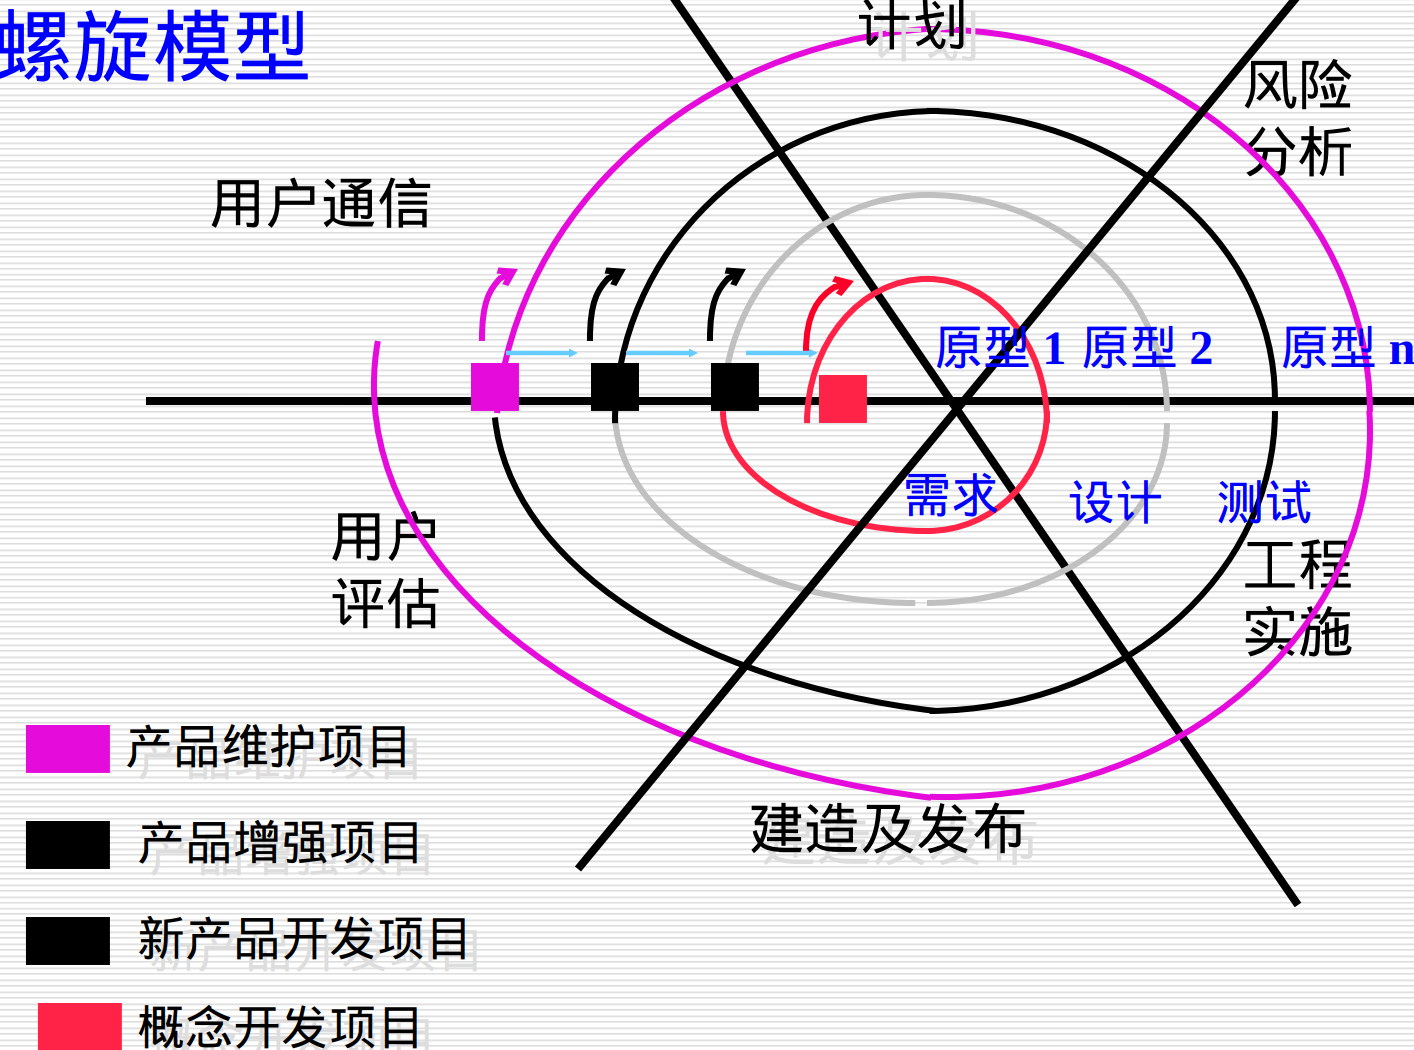 螺旋模型
计划
风险
分析
用户通信
原型 1
原型 2
原型 n
需求
设计
测试
用户
评估
工程
实施
建造及发布
产品维护项目
产品增强项目
新产品开发项目
概念开发项目